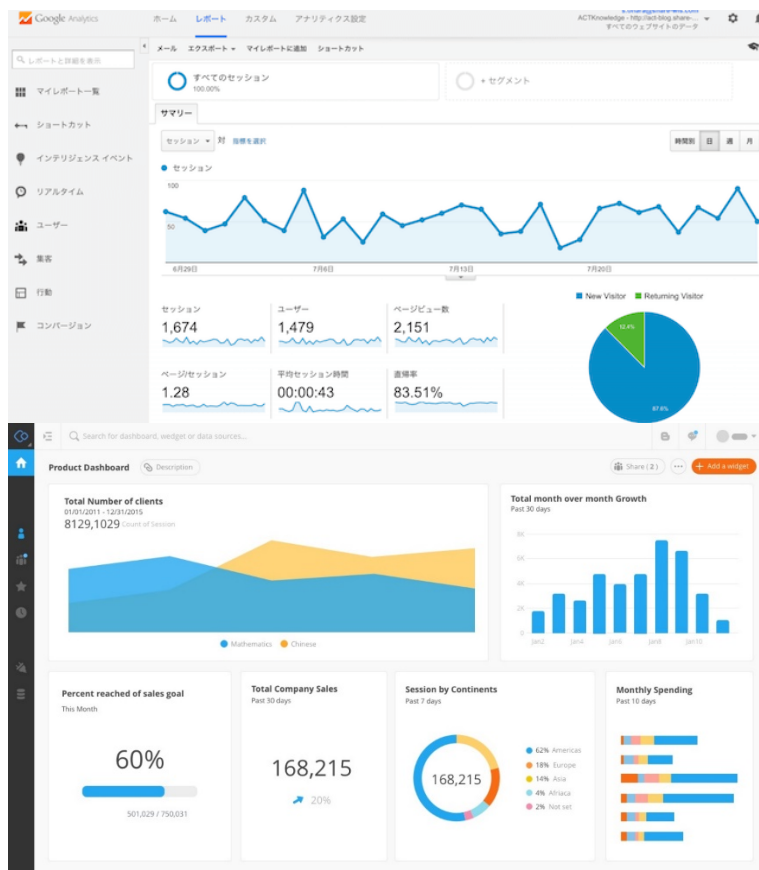 Google Analytics
ホーム レポート カスタム アナリティクス設定
ACTKnowledge - http://act-blog.share-...
すべてのウェブサイトのデータ
レポートと詳細を表示
マイレポート一覧
ショートカット
インテリジェンス イベント
リアルタイム
ユーザー
集客
行動
コンバージョン
メール エクスポート マイレポートに追加 ショートカット
すべてのセッション
100.00%
+ セグメント
サマリー
セッション 対 指標を選択
時間別 日 週 月
セッション
100
50
6月29日 7月6日 7月13日 7月20日
セッション ユーザー ページビュー数
1,674 1,479 2,151
ページ/セッション 平均セッション時間 直帰率
1.28 00:00:43 83.51%
New Visitor Returning Visitor
12.4%
87.6%
Search for dashboard, wedget or data sources...
Product Dashboard Description
Share ( 2 ) + Add a widget
Total Number of clients
01/01/2011 - 12/31/2015
8129,1029 Count of Session
Mathematics Chinese
Total month over month Growth
Past 30 days
8K
6K
4K
2K
0
Jan2 Jan4 Jan5 Jan8 Jan10
Percent reached of sales goal
This Month
60%
501,029 / 750,031
Total Company Sales
Past 30 days
168,215
20%
Session by Continents
Past 7 days
168,215
62% Americas
18% Europe
14% Asia
4% Afriaca
2% Not set
Monthly Spending
Past 10 days